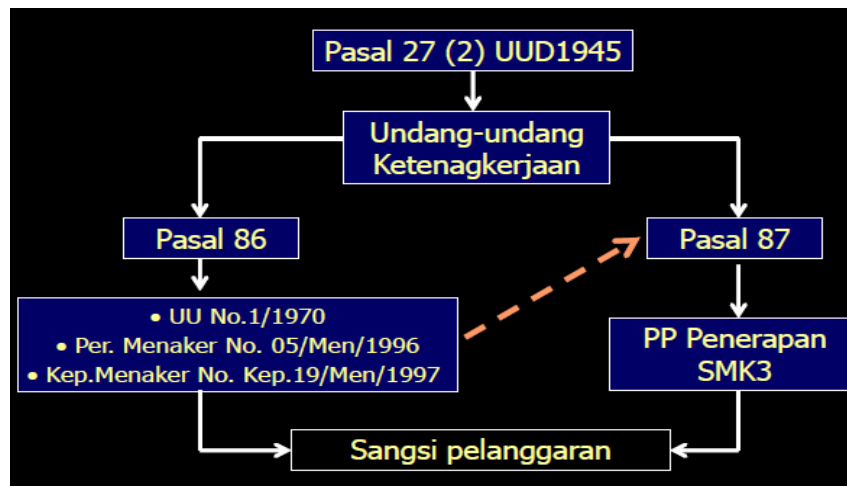 Pasal 27 (2) UUD1945
Undang-undang
Ketenagkerjaan
Pasal 86
Pasal 87
• UU No.1/1970
• Per. Menaker No. 05/Men/1996
• Kep.Menaker No. Kep.19/Men/1997
PP Penerapan
SMK3
Sangsi pelanggaran